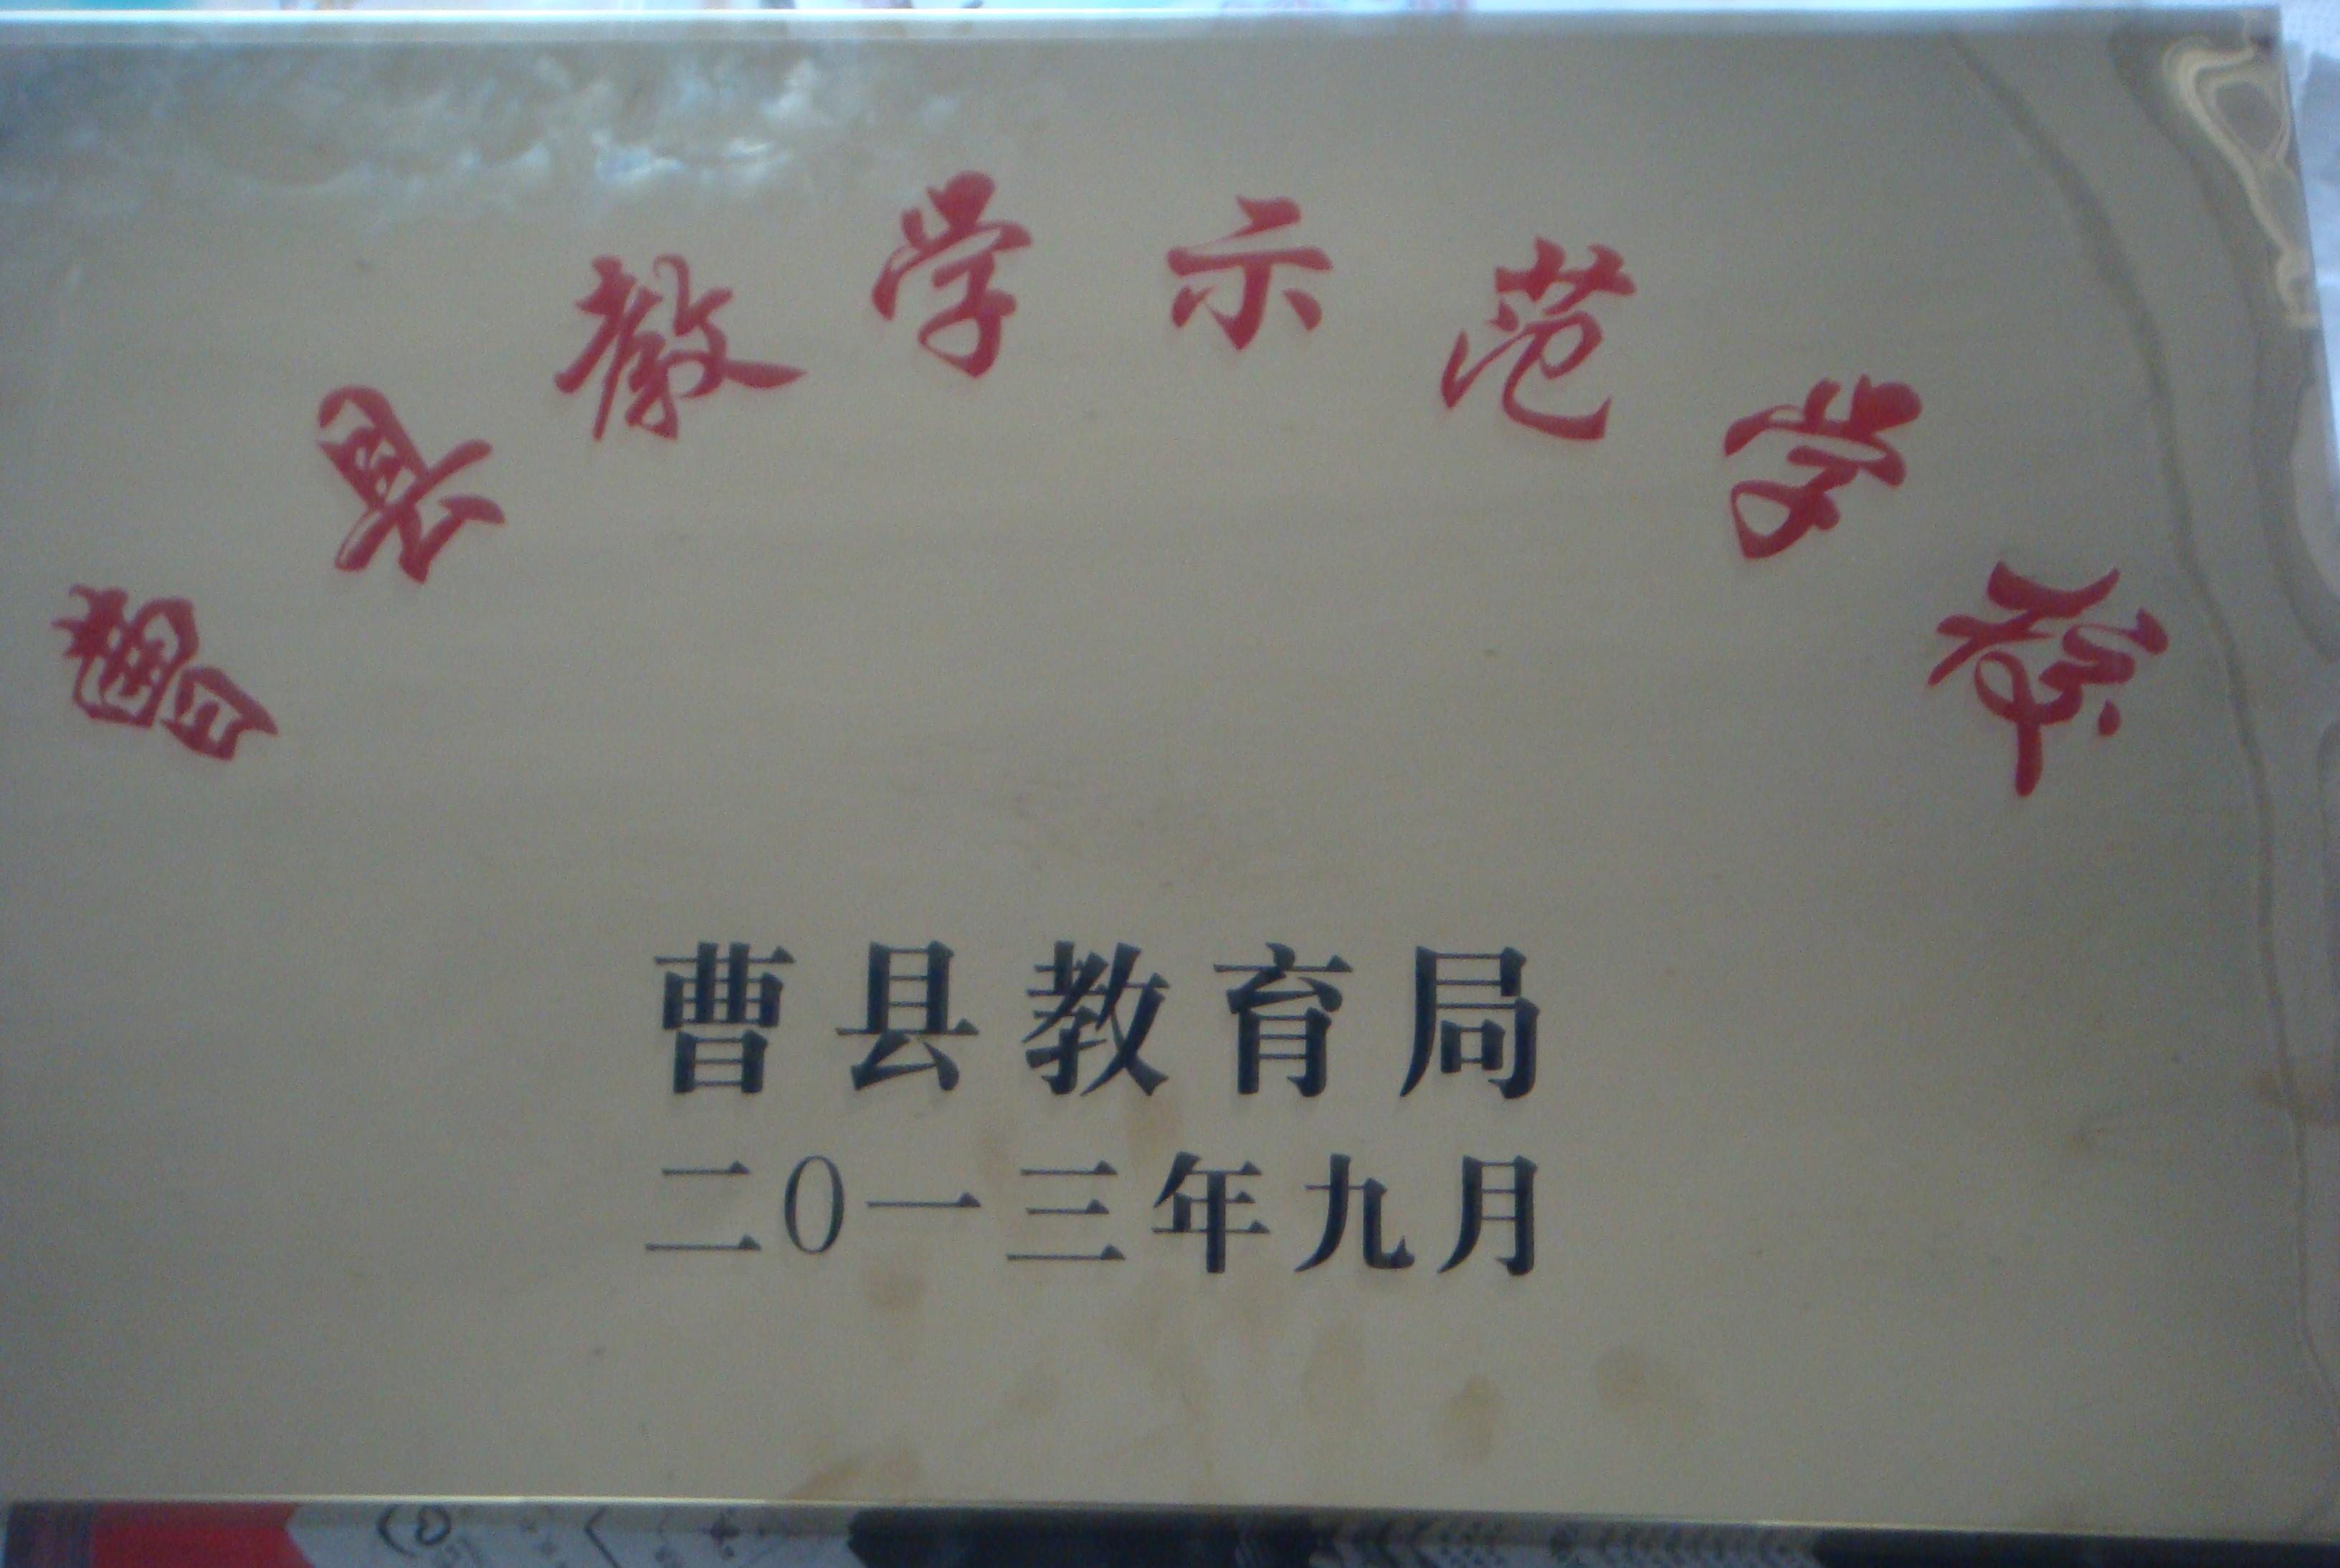 曹县教学示范学校
曹县教育局
二0一三年九月